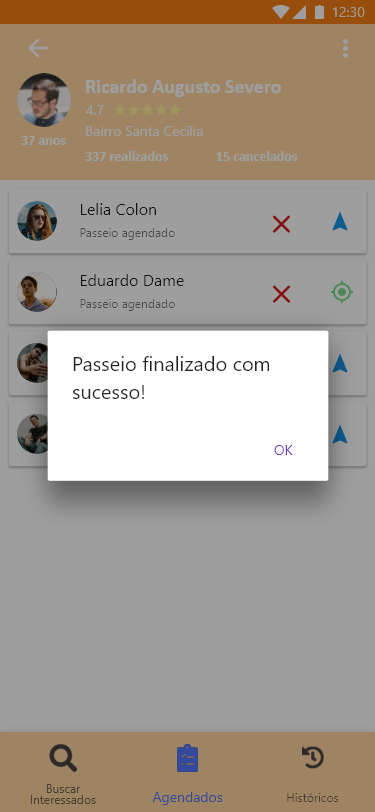 12:30
Ricardo Augusto Severo
4.7
Bairro Santa Cecilia
37 anos
337 realizados 15 cancelados
Lelia Colon
Passeio agendado
Eduardo Dame
Passeio agendado
Passeio finalizado com
sucesso!
OK
Buscar
Interessados
Agendados
Históricos